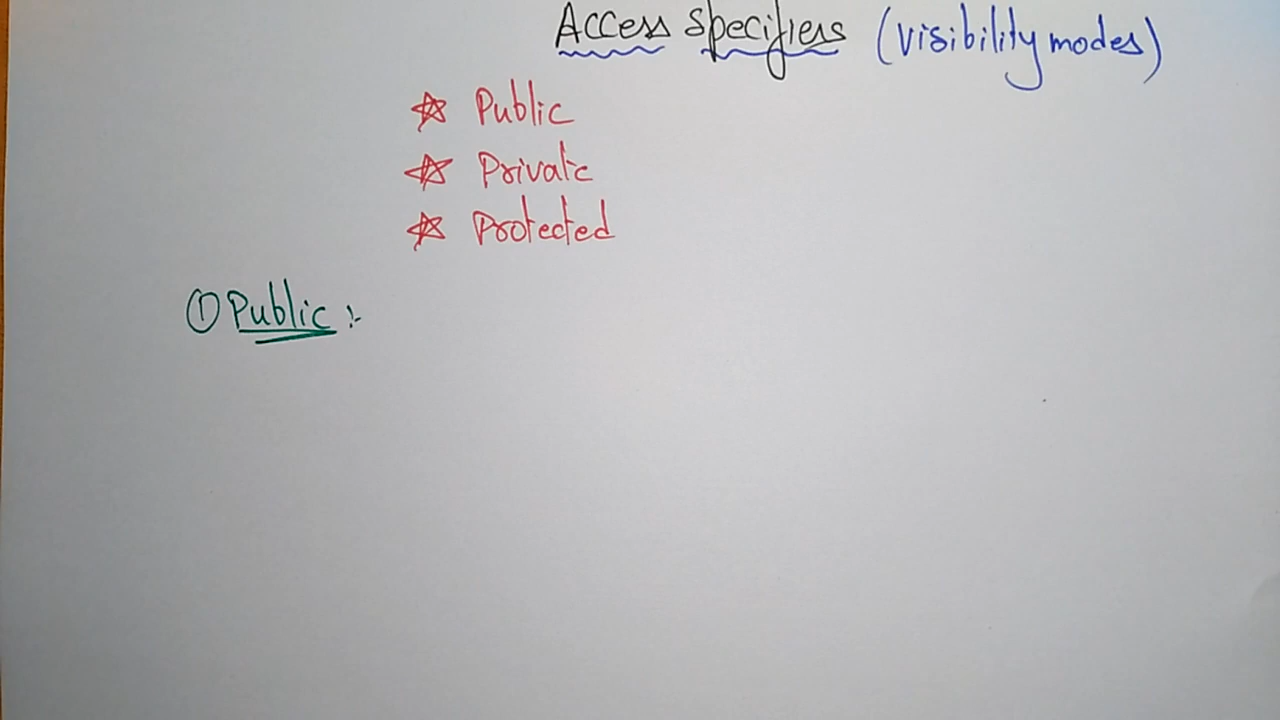 Access specifiers (visibility modes)
☆ Public
☆ Private
☆ Protected
① Public :-